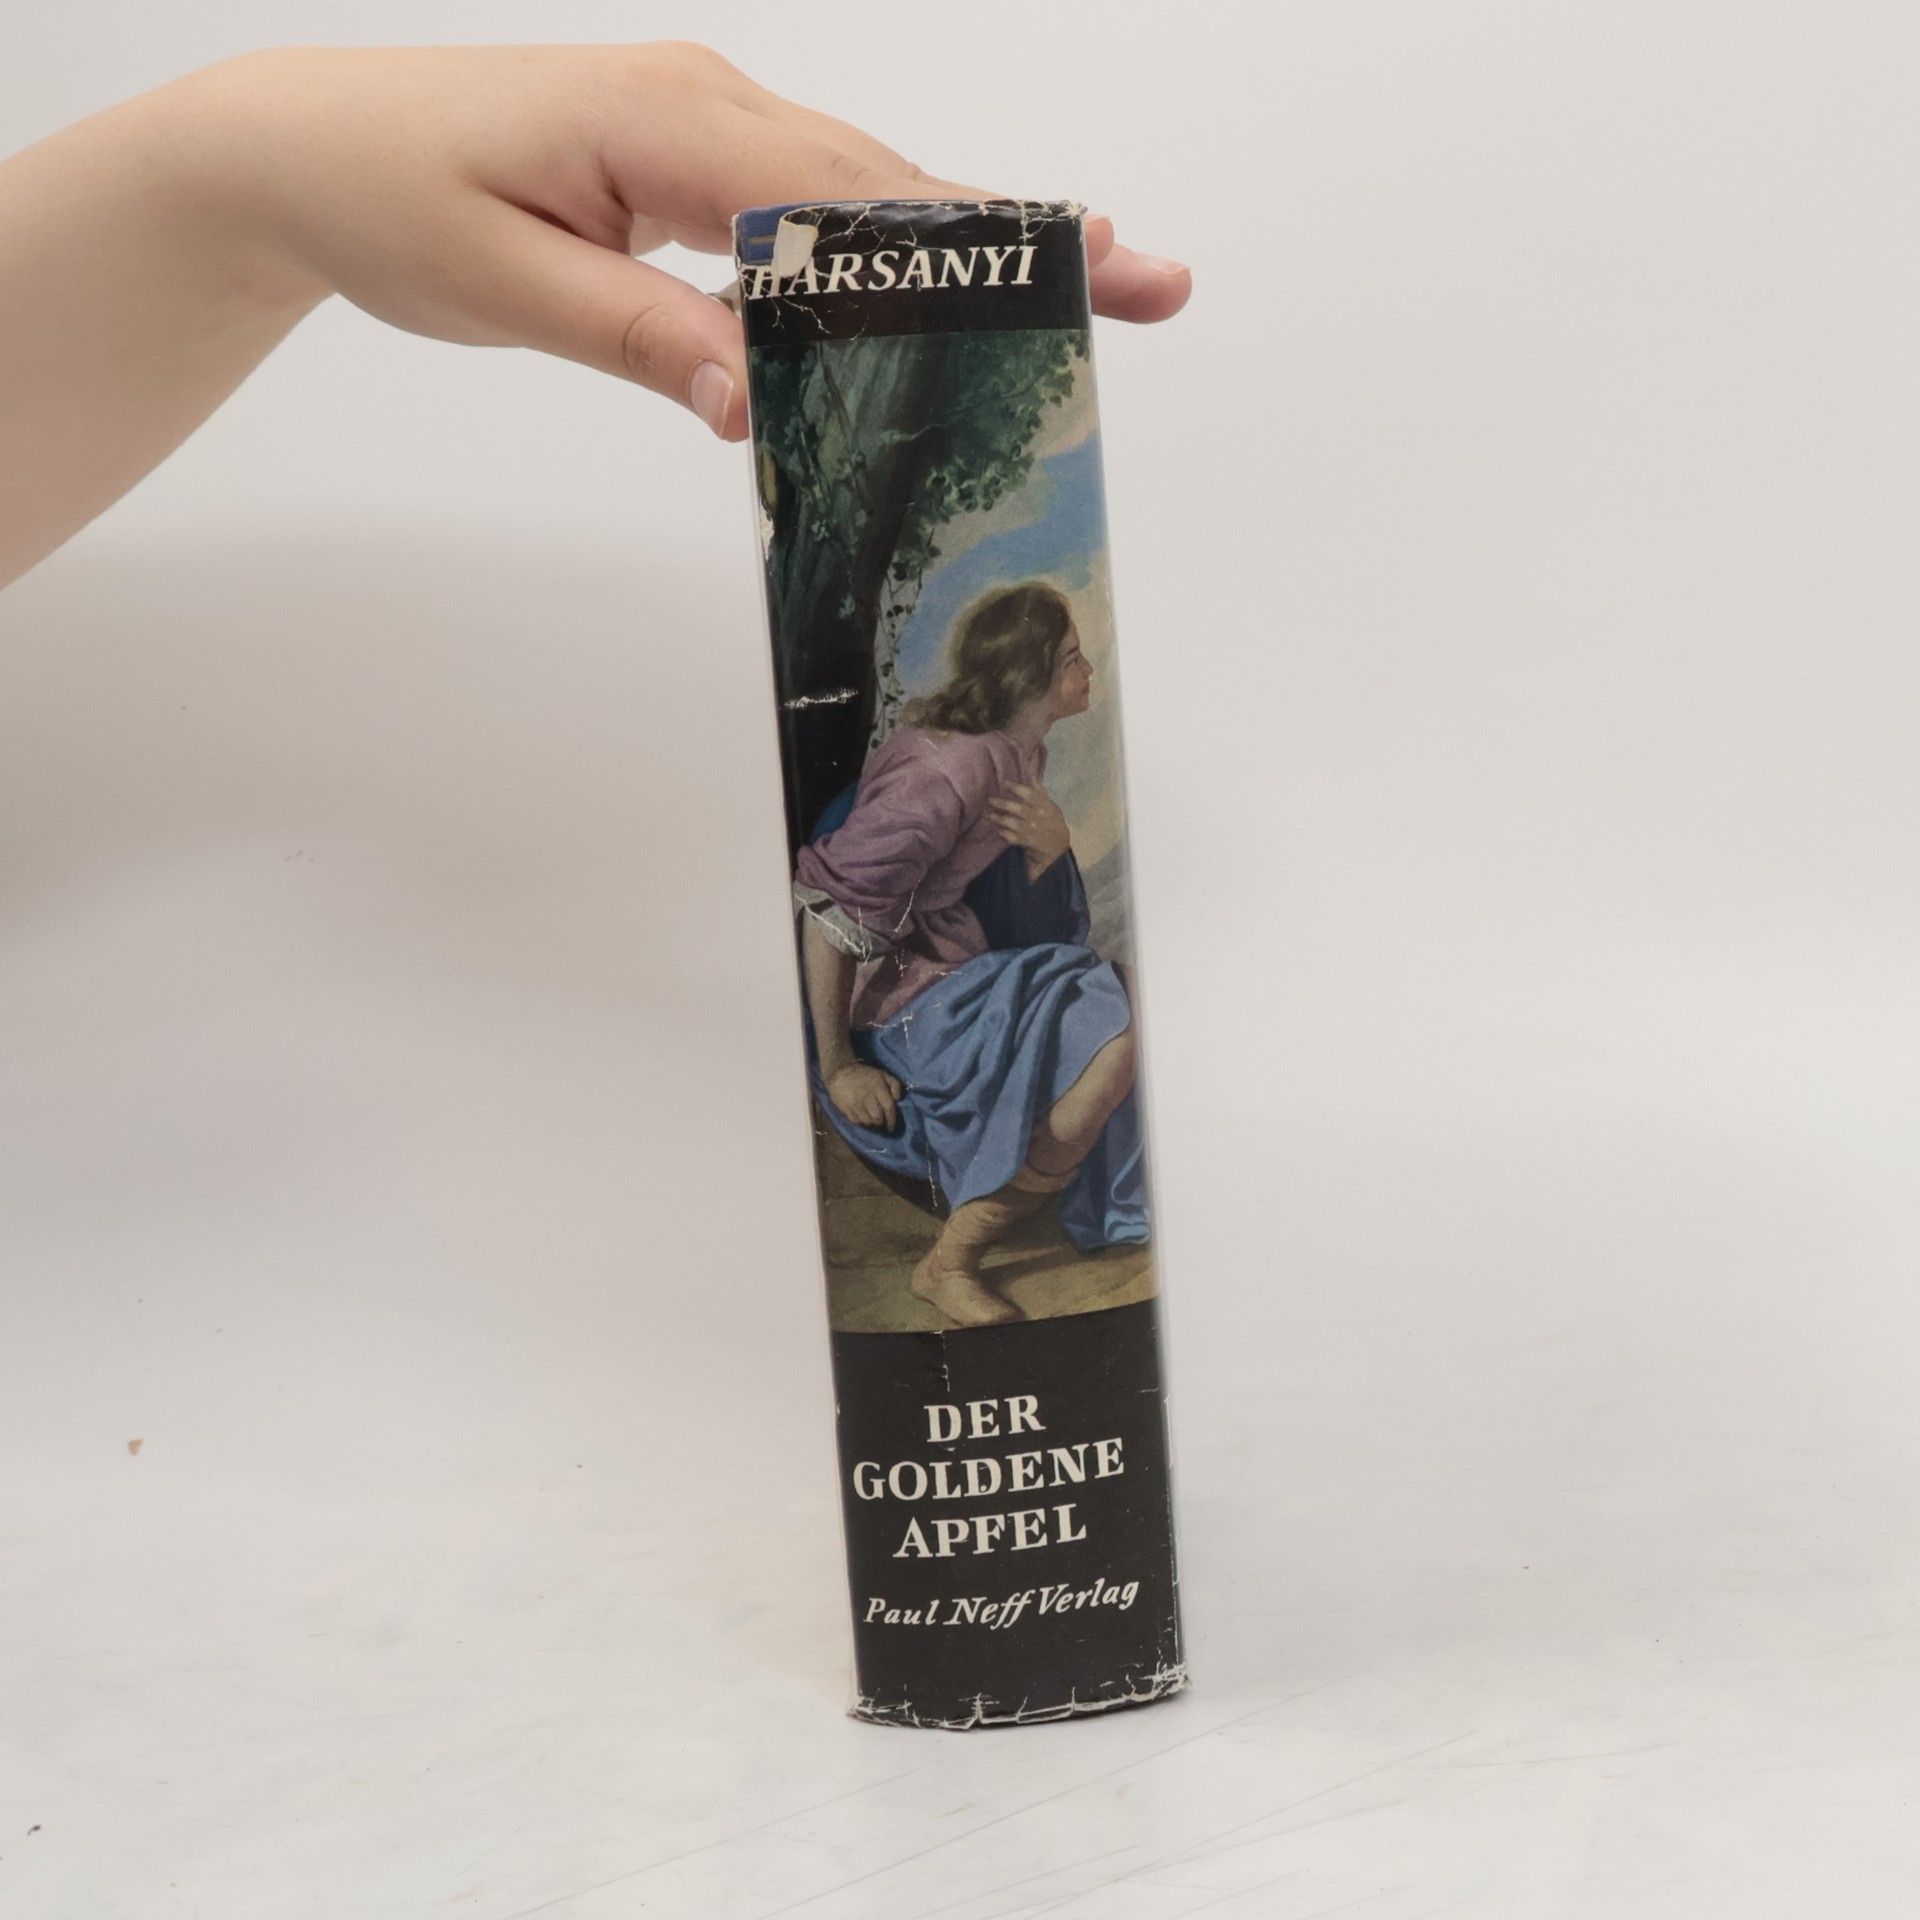 HARSANYI
DER
GOLDENE
APFEL
Paul Neff Verlag